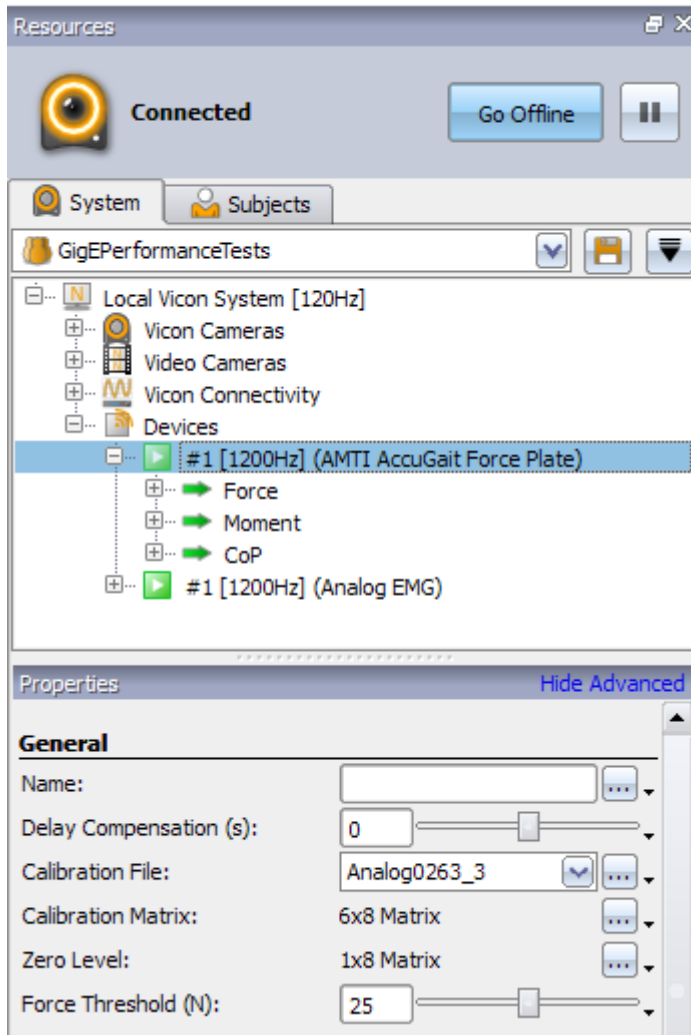 Resources
Connected
Go Offline
System
Subjects
GigEPerformanceTests
Local Vicon System [120Hz]
Vicon Cameras
Video Cameras
Vicon Connectivity
Devices
#1 [1200Hz] (AMTI AccuGait Force Plate)
Force
Moment
CoP
#1 [1200Hz] (Analog EMG)
Properties Hide Advanced
General
Name: ...
Delay Compensation (s): 0
Calibration File: Analog0263_3 ...
Calibration Matrix: 6x8 Matrix ...
Zero Level: 1x8 Matrix ...
Force Threshold (N): 25